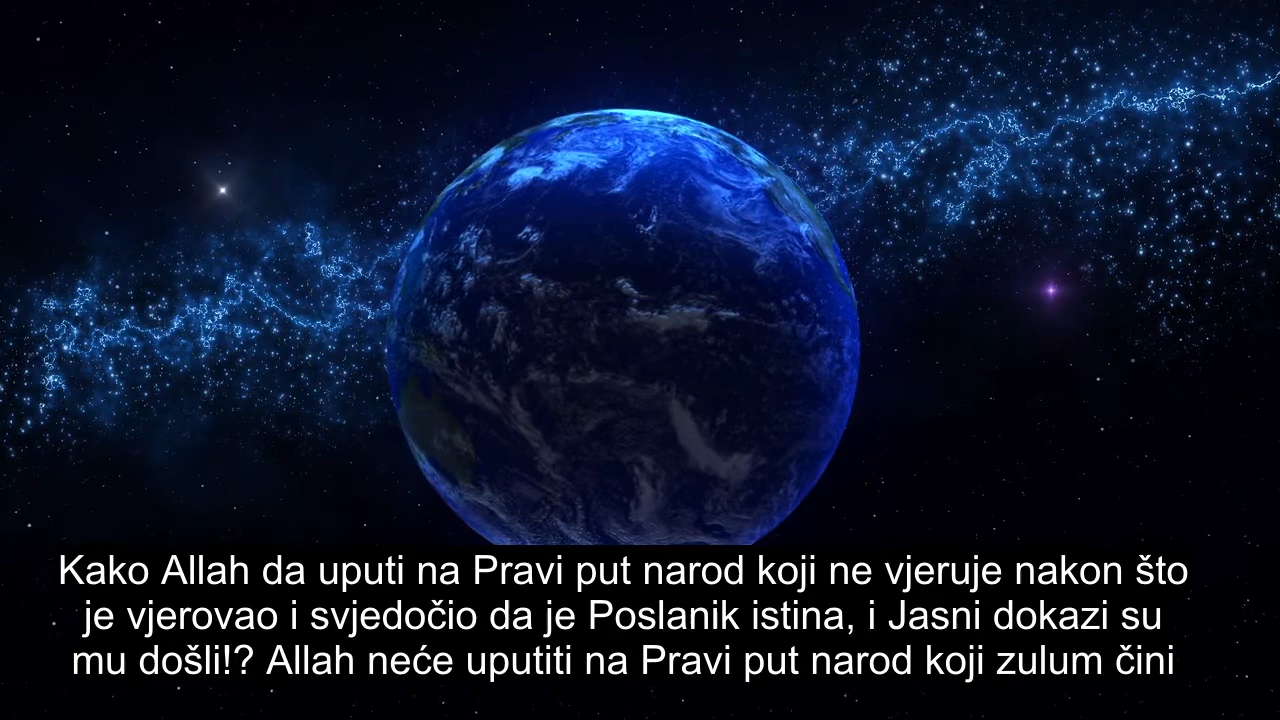 Kako Allah da uputi na Pravi put narod koji ne vjeruje nakon što
je vjerovao i svjedočio da je Poslanik istina, i Jasni dokazi su
mu došli!? Allah neće uputiti na Pravi put narod koji zulum čini